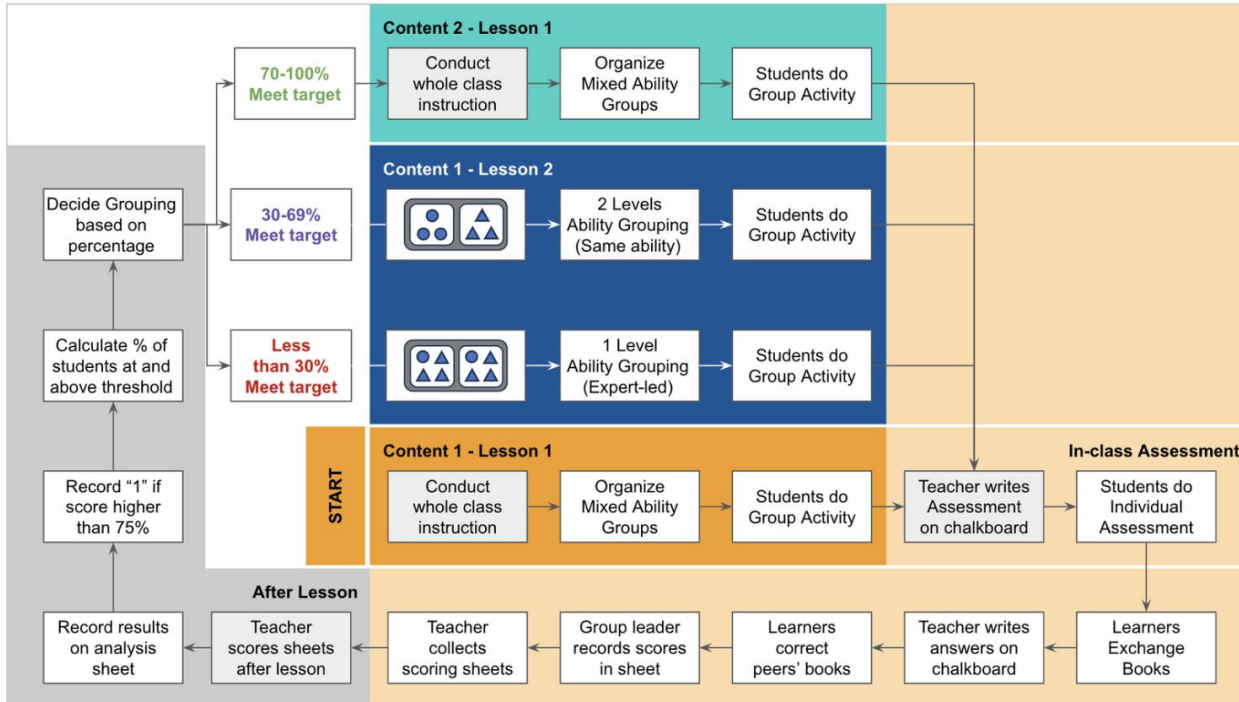 Content 2 - Lesson 1
70-100%
Meet target
Conduct
whole class
instruction
Organize
Mixed Ability
Groups
Students do
Group Activity
Content 1 - Lesson 2
Decide Grouping
based on
percentage
30-69%
Meet target
2 Levels
Ability Grouping
(Same ability)
Students do
Group Activity
Calculate % of
students at and
above threshold
Less
than 30%
Meet target
1 Level
Ability Grouping
(Expert-led)
Students do
Group Activity
START
Content 1 - Lesson 1
In-class Assessment
Record “1” if
score higher
than 75%
Conduct
whole class
instruction
Organize
Mixed Ability
Groups
Students do
Group Activity
Teacher writes
Assessment
on chalkboard
Students do
Individual
Assessment
After Lesson
Record results
on analysis
sheet
Teacher
scores sheets
after lesson
Teacher
collects
scoring sheets
Group leader
records scores
in sheet
Learners
correct
peers’ books
Teacher writes
answers on
chalkboard
Learners
Exchange
Books